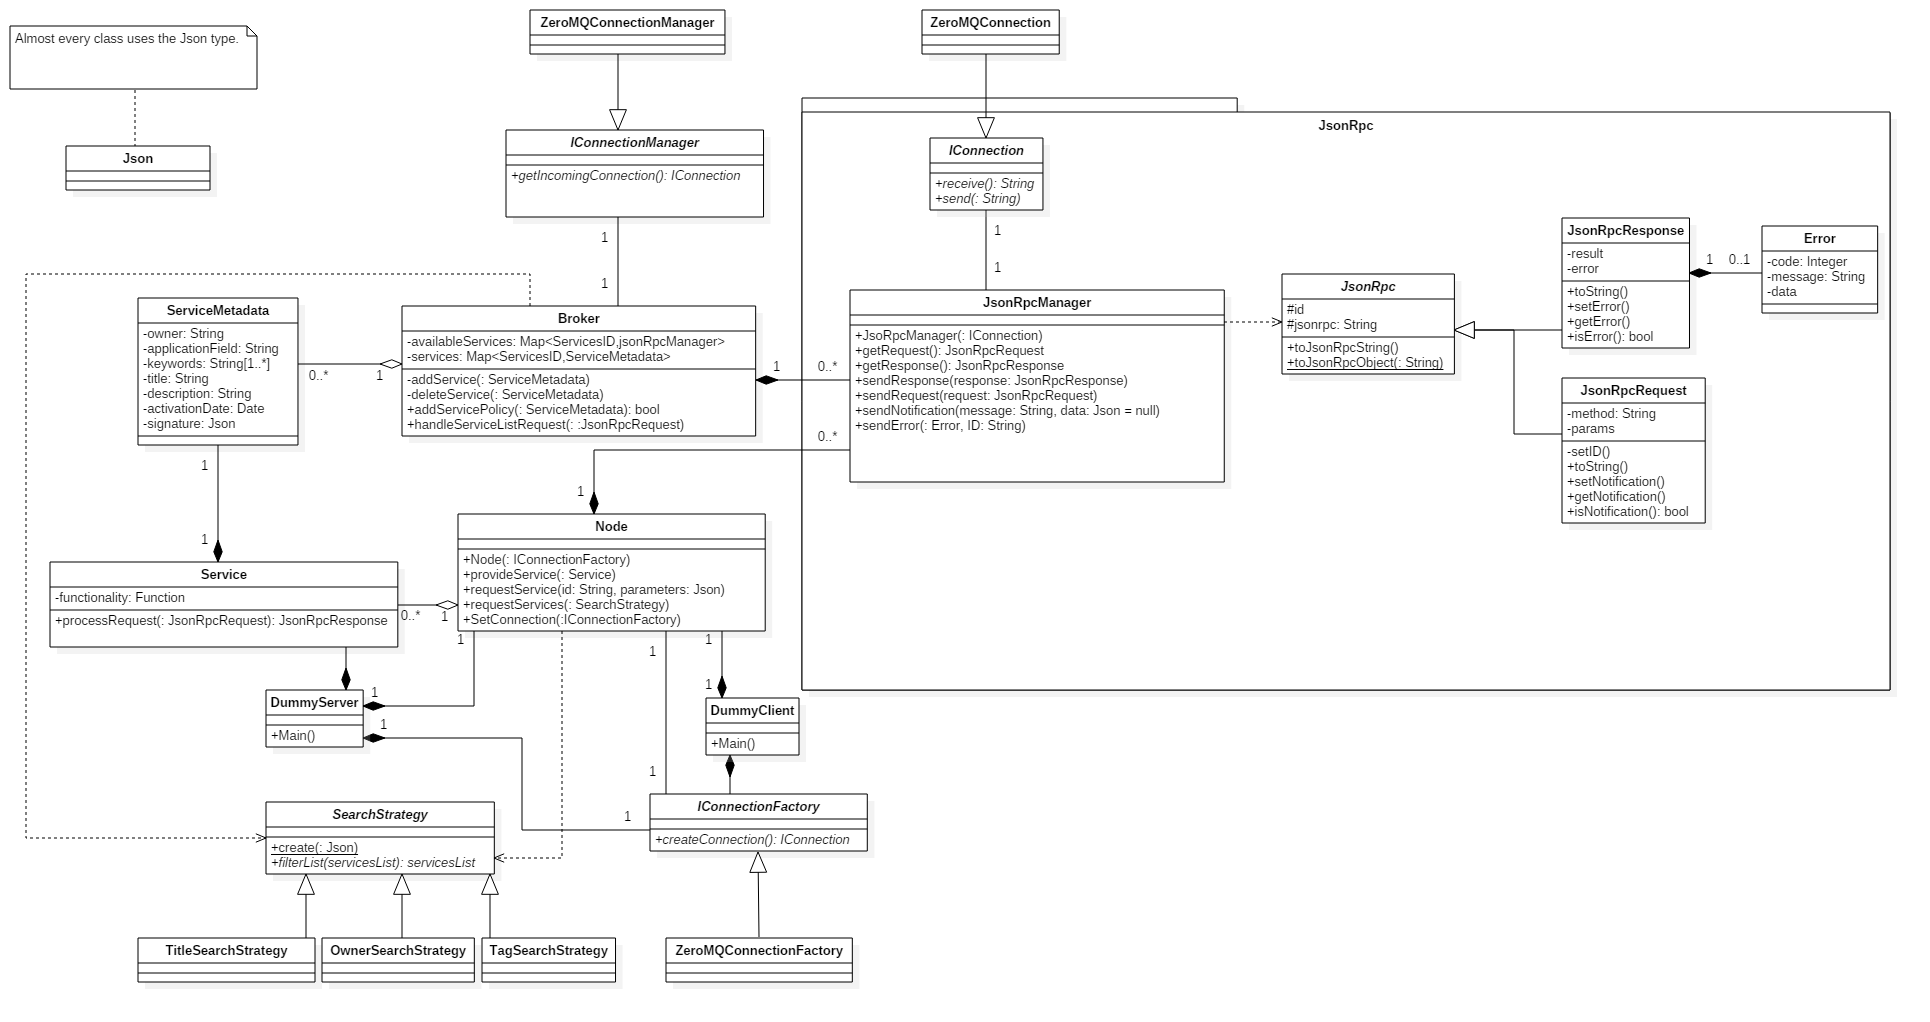 Almost every class uses the Json type.
Json
ZeroMQConnectionManager
ZeroMQConnection
IConnectionManager
+getIncomingConnection(): IConnection
1
1
JsonRpc
IConnection
+receive(): String
+send(: String)
1
1
ServiceMetadata
-owner: String
-applicationField: String
-keywords: String[1..*]
-title: String
-description: String
-activationDate: Date
-signature: Json
0..*
1
Broker
-availableServices: Map<ServicesID,jsonRpcManager>
-services: Map<ServicesID,ServiceMetadata>
-addService(: ServiceMetadata)
-deleteService(: ServiceMetadata)
+addServicePolicy(: ServiceMetadata): bool
+handleServiceListRequest(: :JsonRpcRequest)
1
0..*
0..*
1
JsonRpcManager
+JsoRpcManager(: IConnection)
+getRequest(): JsonRpcRequest
+getResponse(): JsonRpcResponse
+sendResponse(response: JsonRpcResponse)
+sendRequest(request: JsonRpcRequest)
+sendNotification(message: String, data: Json = null)
+sendError(: Error, ID: String)
JsonRpc
#id
#jsonrpc: String
+toJsonRpcString()
+toJsonRpcObject(: String)
JsonRpcResponse
-result
-error
+toString()
+setError()
+getError()
+isError(): bool
1
0..1
Error
-code: Integer
-message: String
-data
JsonRpcRequest
-method: String
-params
-setID()
+toString()
+setNotification()
+getNotification()
+isNotification(): bool
1
1
Service
-functionality: Function
+processRequest(: JsonRpcRequest): JsonRpcResponse
0..*
1
Node
+Node(: IConnectionFactory)
+provideService(: Service)
+requestService(id: String, parameters: Json)
+requestServices(: SearchStrategy)
+SetConnection(:IConnectionFactory)
1
1
1
1
DummyServer
+Main()
1
1
DummyClient
+Main()
1
1
SearchStrategy
+create(: Json)
+filterList(servicesList): servicesList
IConnectionFactory
+createConnection(): IConnection
TitleSearchStrategy
OwnerSearchStrategy
TagSearchStrategy
ZeroMQConnectionFactory